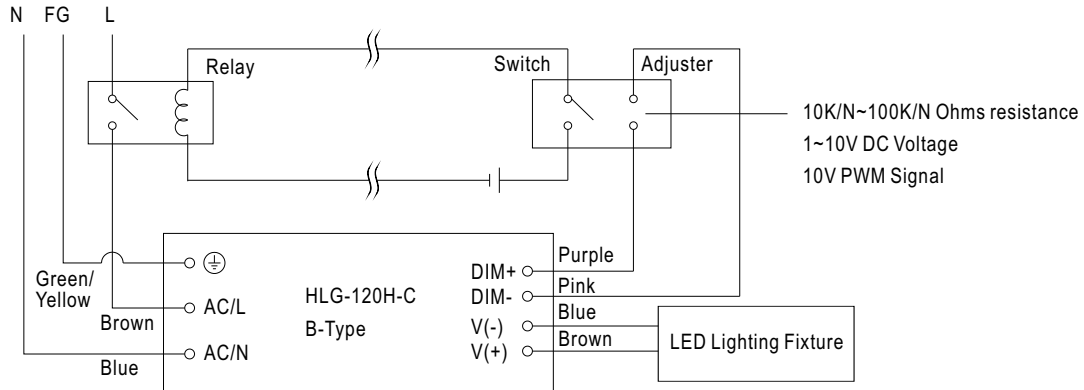 N FG L
Relay
Switch
Adjuster
10K/N~100K/N Ohms resistance
1~10V DC Voltage
10V PWM Signal
Green/
Yellow
Brown
Blue
AC/L
AC/N
HLG-120H-C
B-Type
DIM+
DIM-
V(-)
V(+)
Purple
Pink
Blue
Brown
LED Lighting Fixture